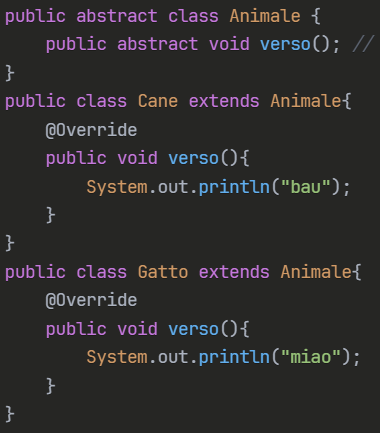 public abstract class Animale {
    public abstract void verso(); //
}
public class Cane extends Animale{
    @Override
    public void verso(){
        System.out.println("bau");
    }
}
public class Gatto extends Animale{
    @Override
    public void verso(){
        System.out.println("miao");
    }
}